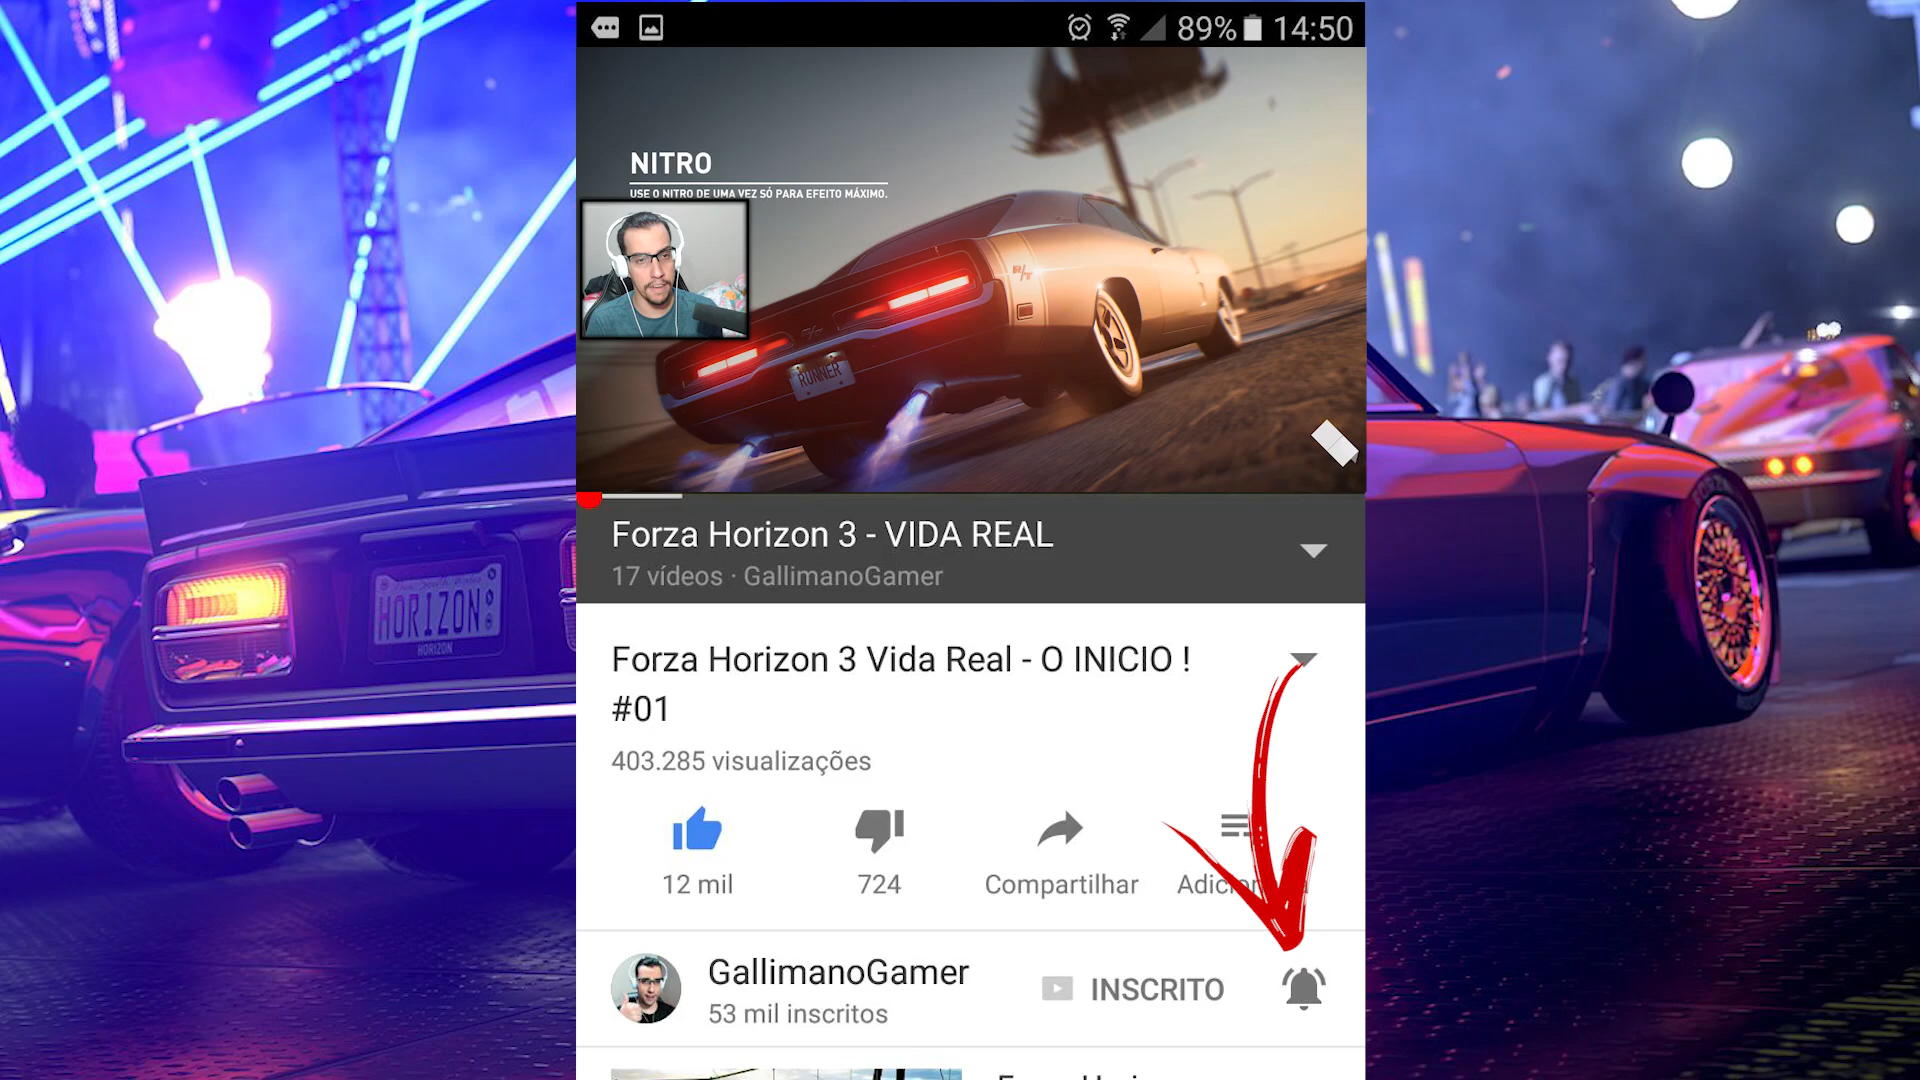 89% 14:50
NITRO
USE O NITRO DE UMA VEZ SÓ PARA EFEITO MÁXIMO.
R/T
RUNNER
Forza Horizon 3 - VIDA REAL
17 vídeos · GallimanoGamer
HORIZON
HORIZON
Forza Horizon 3 Vida Real - O INICIO !
#01
403.285 visualizações
12 mil
724
Compartilhar
GallimanoGamer
INSCRITO
53 mil inscritos